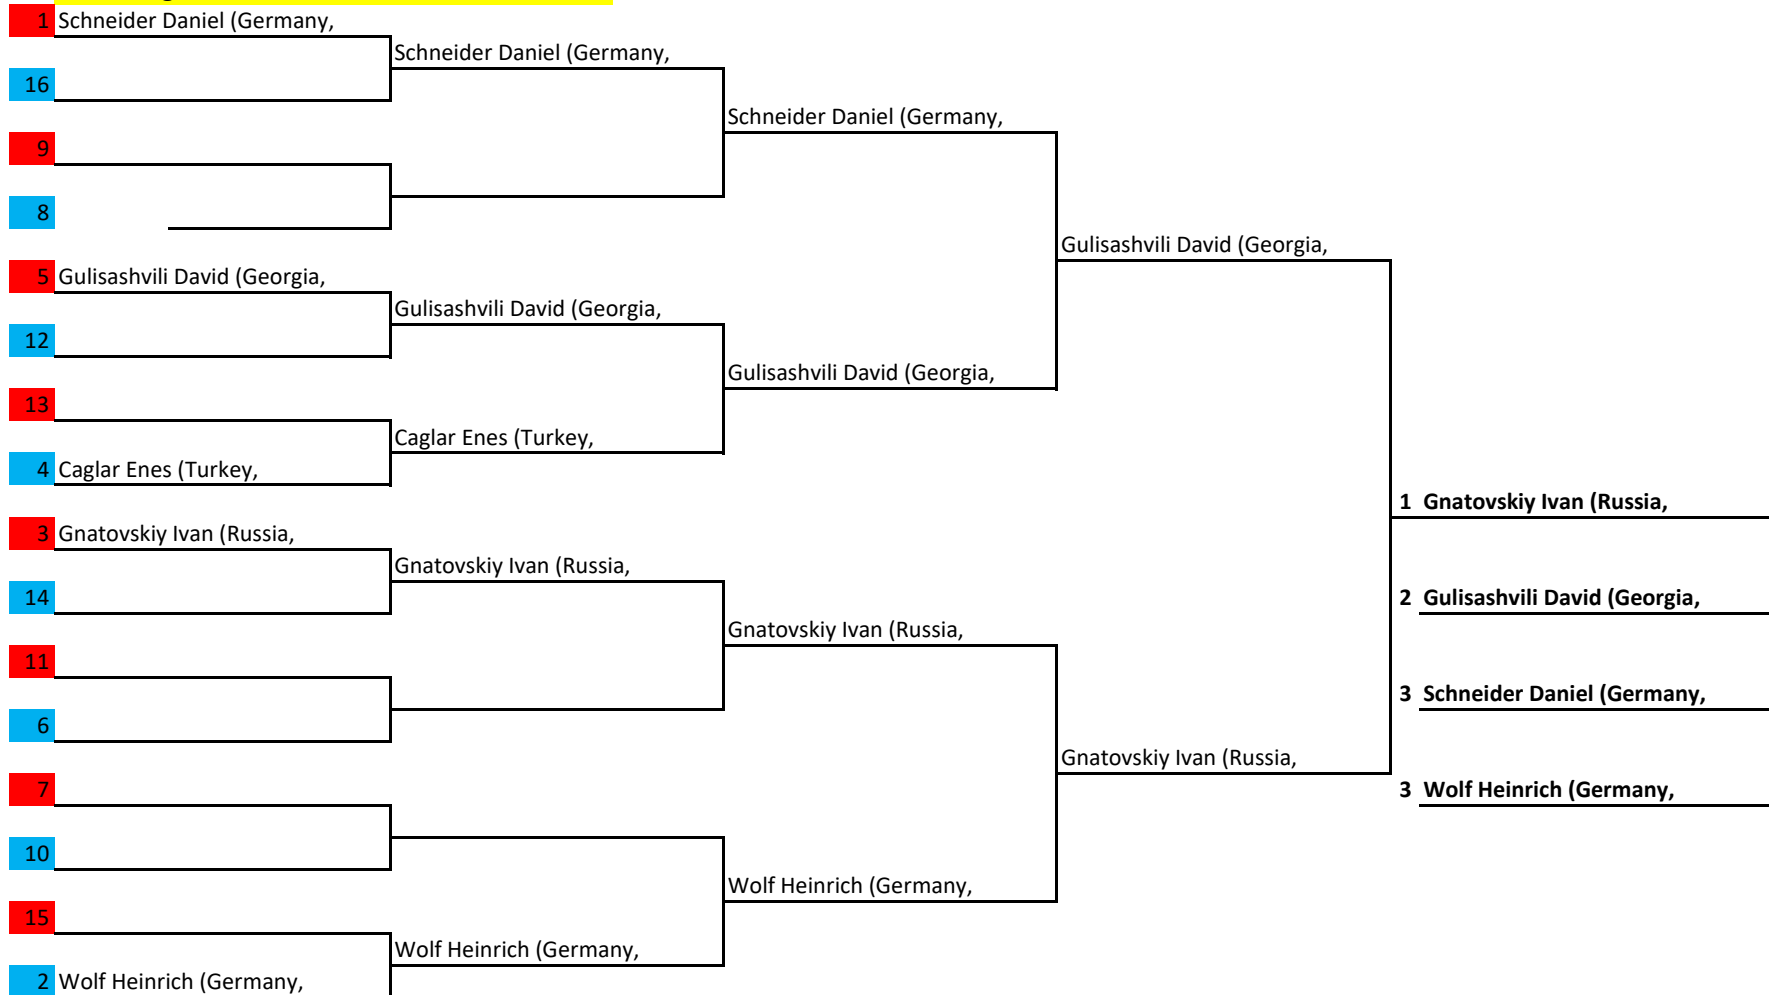 1 Schneider Daniel (Germany,
Schneider Daniel (Germany,
16
Schneider Daniel (Germany,
9
8
Gulisashvili David (Georgia,
5 Gulisashvili David (Georgia,
Gulisashvili David (Georgia,
12
Gulisashvili David (Georgia,
13
Caglar Enes (Turkey,
4 Caglar Enes (Turkey,
1 Gnatovskiy Ivan (Russia,
3 Gnatovskiy Ivan (Russia,
Gnatovskiy Ivan (Russia,
14
2 Gulisashvili David (Georgia,
Gnatovskiy Ivan (Russia,
11
3 Schneider Daniel (Germany,
6
Gnatovskiy Ivan (Russia,
7
3 Wolf Heinrich (Germany,
10
Wolf Heinrich (Germany,
15
Wolf Heinrich (Germany,
2 Wolf Heinrich (Germany,